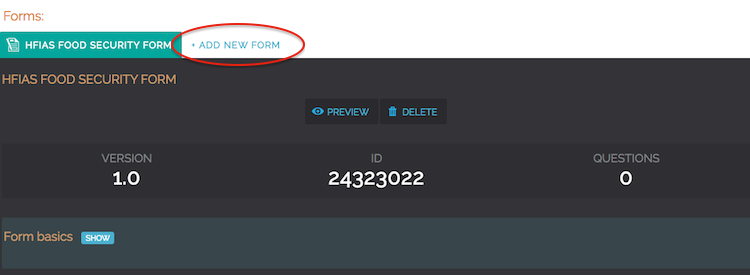 Forms:
HFIAS FOOD SECURITY FORM + ADD NEW FORM
HFIAS FOOD SECURITY FORM
PREVIEW DELETE
VERSION ID QUESTIONS
1.0 24323022 0
Form basics SHOW